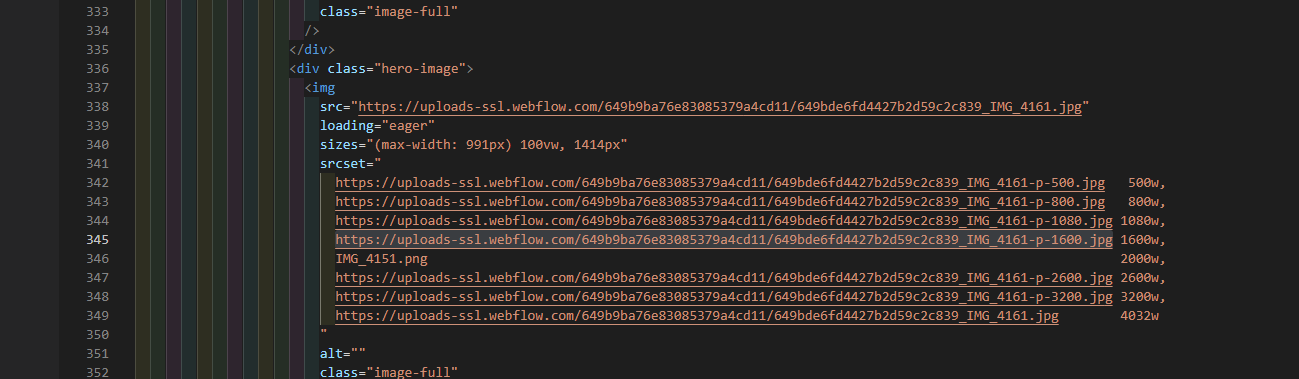 333 class="image-full"
334 />
335 </div>
336 <div class="hero-image">
337 <img
338 src="https://uploads-ssl.webflow.com/649b9ba76e83085379a4cd11/649bde6fd4427b2d59c2c839_IMG_4161.jpg"
339 loading="eager"
340 sizes="(max-width: 991px) 100vw, 1414px"
341 srcset="
342 https://uploads-ssl.webflow.com/649b9ba76e83085379a4cd11/649bde6fd4427b2d59c2c839_IMG_4161-p-500.jpg 500w,
343 https://uploads-ssl.webflow.com/649b9ba76e83085379a4cd11/649bde6fd4427b2d59c2c839_IMG_4161-p-800.jpg 800w,
344 https://uploads-ssl.webflow.com/649b9ba76e83085379a4cd11/649bde6fd4427b2d59c2c839_IMG_4161-p-1080.jpg 1080w,
345 https://uploads-ssl.webflow.com/649b9ba76e83085379a4cd11/649bde6fd4427b2d59c2c839_IMG_4161-p-1600.jpg 1600w,
346 IMG_4151.png 2000w,
347 https://uploads-ssl.webflow.com/649b9ba76e83085379a4cd11/649bde6fd4427b2d59c2c839_IMG_4161-p-2600.jpg 2600w,
348 https://uploads-ssl.webflow.com/649b9ba76e83085379a4cd11/649bde6fd4427b2d59c2c839_IMG_4161-p-3200.jpg 3200w,
349 https://uploads-ssl.webflow.com/649b9ba76e83085379a4cd11/649bde6fd4427b2d59c2c839_IMG_4161.jpg 4032w
350 "
351 alt=""
352 class="image-full"